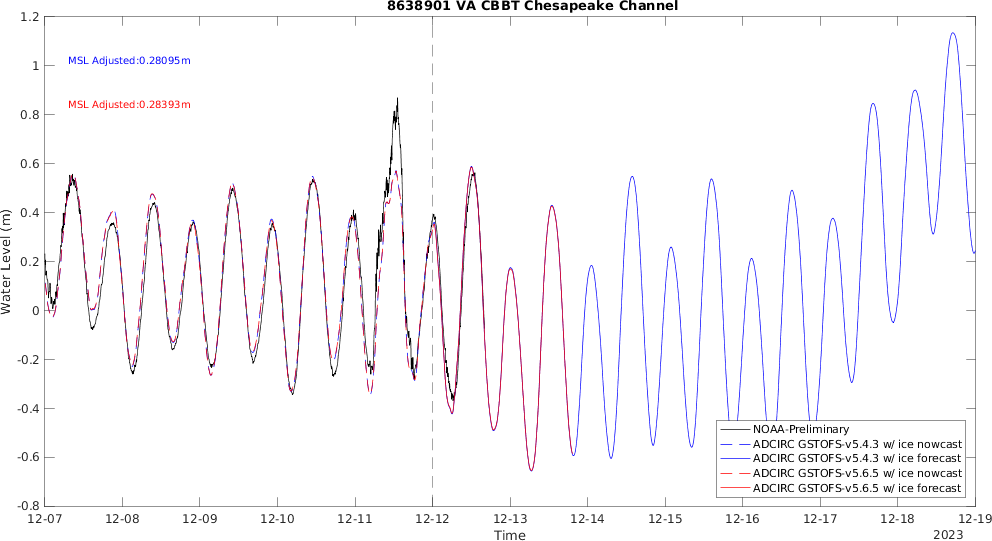 8638901 VA CBBT Chesapeake Channel
1.2
1
0.8
0.6
0.4
0.2
0
-0.2
-0.4
-0.6
-0.8
Water Level (m)
MSL Adjusted:0.28095m
MSL Adjusted:0.28393m
NOAA-Preliminary
ADCIRC GSTOFS-v5.4.3 w/ ice nowcast
ADCIRC GSTOFS-v5.4.3 w/ ice forecast
ADCIRC GSTOFS-v5.6.5 w/ ice nowcast
ADCIRC GSTOFS-v5.6.5 w/ ice forecast
12-07 12-08 12-09 12-10 12-11 12-12 12-13 12-14 12-15 12-16 12-17 12-18 12-19
Time
2023